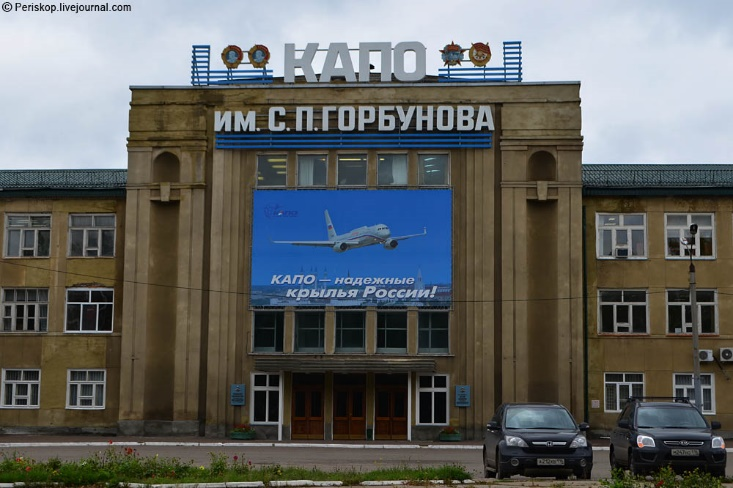 © Periskop.livejournal.com
КАПО
ИМ. С.П.ГОРБУНОВА
КАПО — надежные
крылья России!